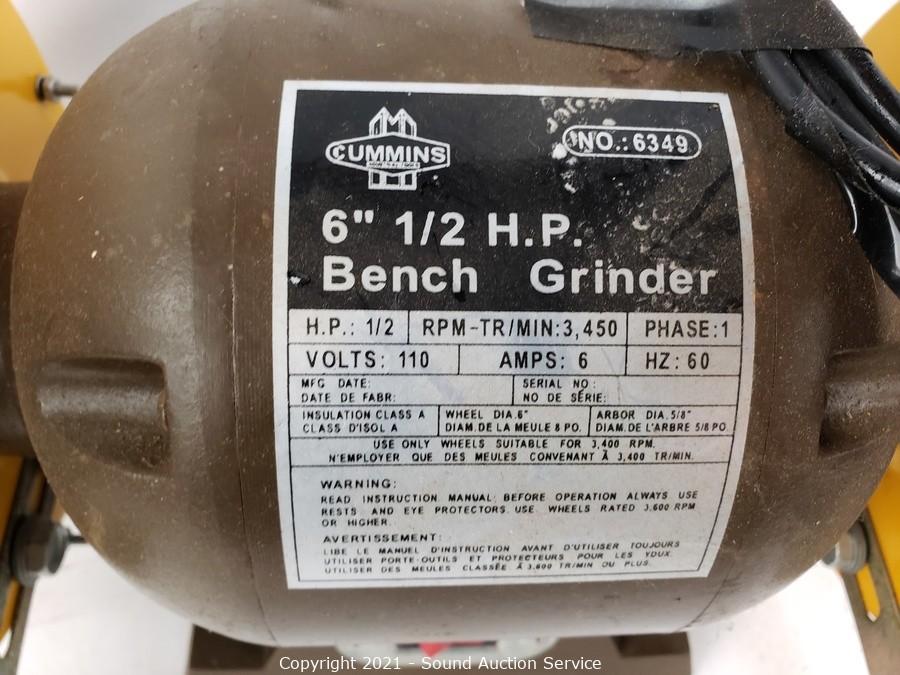 CUMMINS
NO.: 6349
6" 1/2 H.P.
Bench Grinder
H.P.: 1/2 RPM-TR/MIN:3,450 PHASE:1
VOLTS: 110 AMPS: 6 HZ: 60
MFG DATE: SERIAL NO:
DATE DE FABR: NO DE SÉRIE:
INSULATION CLASS A WHEEL DIA.6" ARBOR DIA.5/8"
CLASS D'ISOL A DIAM.DE LA MEULE 8 PO. DIAM.DE L'ARBRE 5/8 PO
USE ONLY WHEELS SUITABLE FOR 3,400 RPM.
N'EMPLOYER QUE DES MEULES CONVENANT À 3,400 TR/MIN.
WARNING:
READ INSTRUCTION MANUAL BEFORE OPERATION ALWAYS USE
RESTS AND EYE PROTECTORS. USE WHEELS RATED 3,600 RPM
OR HIGHER.
AVERTISSEMENT:
LIBE LE MANUEL D'INSTRUCTION AVANT D'UTILISER TOUJOURS
UTILISER PORTE-OUTILS ET PROTECTEURS POUR LES YOUX.
UTILISER DES MEULES CLASSÉE À 3,600 TR/MIN OU PLUS.
Copyright 2021 - Sound Auction Service